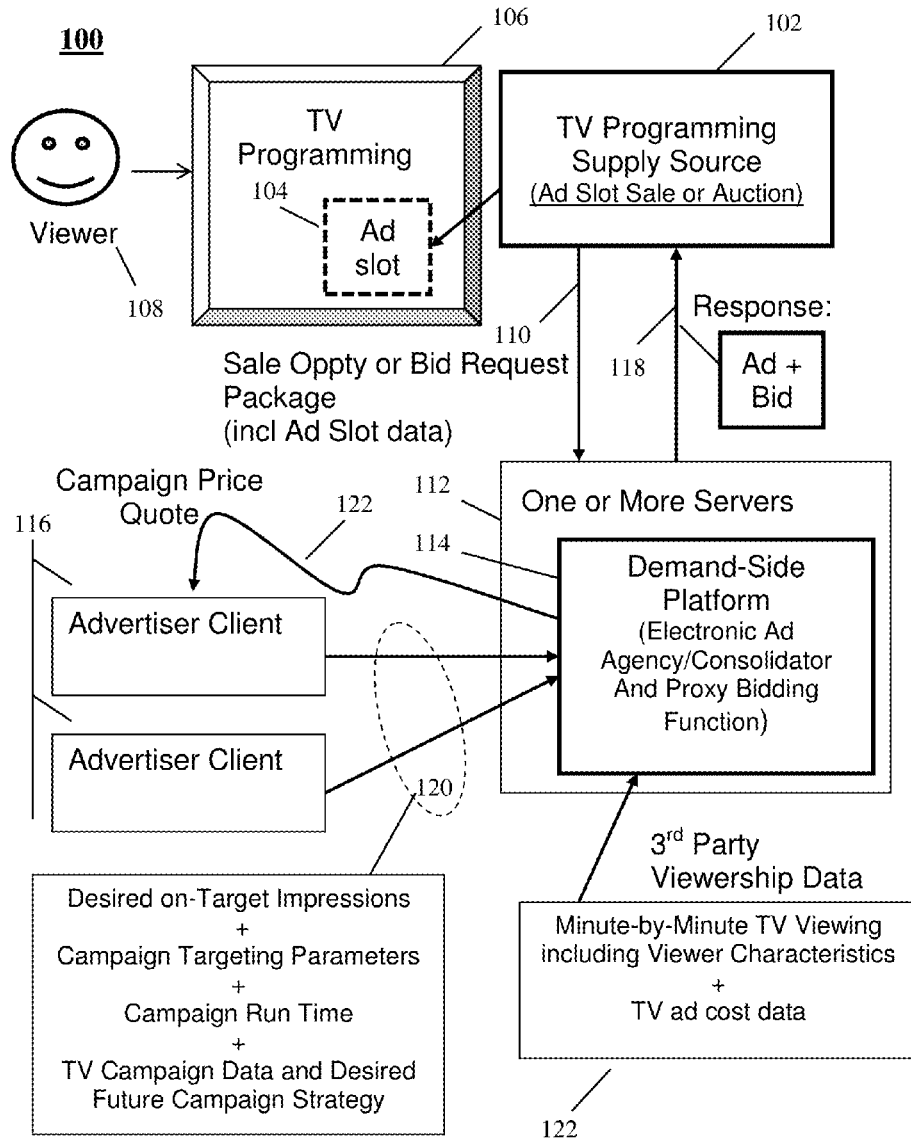 100
106
102
TV
Programming
104
Ad
slot
Viewer
108
TV Programming
Supply Source
(Ad Slot Sale or Auction)
110
118
Response:
Ad +
Bid
Sale Oppty or Bid Request
Package
(incl Ad Slot data)
Campaign Price
Quote
116
122
112
114
One or More Servers
Demand-Side
Platform
(Electronic Ad
Agency/Consolidator
And Proxy Bidding
Function)
Advertiser Client
Advertiser Client
120
3rd Party
Viewership Data
Desired on-Target Impressions
+
Campaign Targeting Parameters
+
Campaign Run Time
+
TV Campaign Data and Desired
Future Campaign Strategy
Minute-by-Minute TV Viewing
including Viewer Characteristics
+
TV ad cost data
122